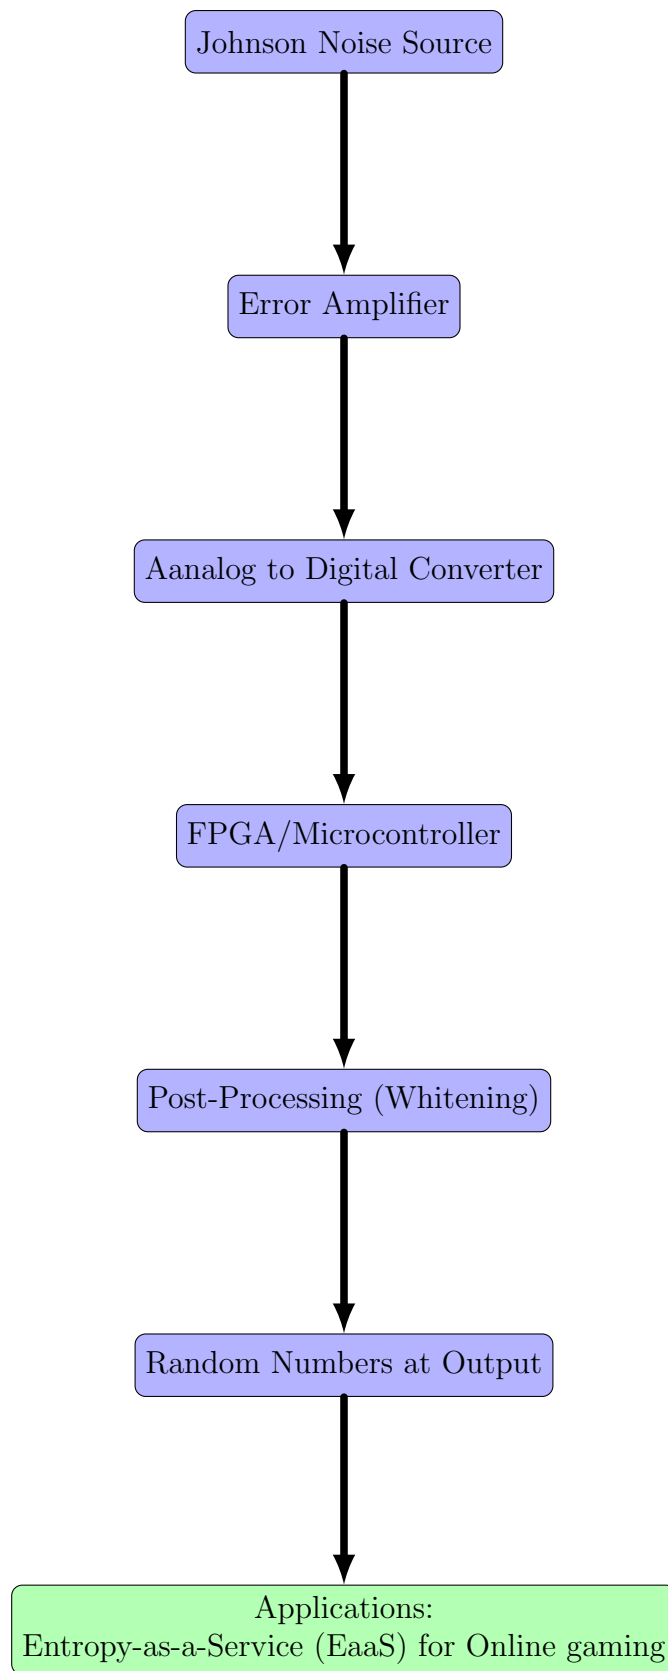 Johnson Noise Source
Error Amplifier
Aanalog to Digital Converter
FPGA/Microcontroller
Post-Processing (Whitening)
Random Numbers at Output
Applications:
Entropy-as-a-Service (EaaS) for Online gaming